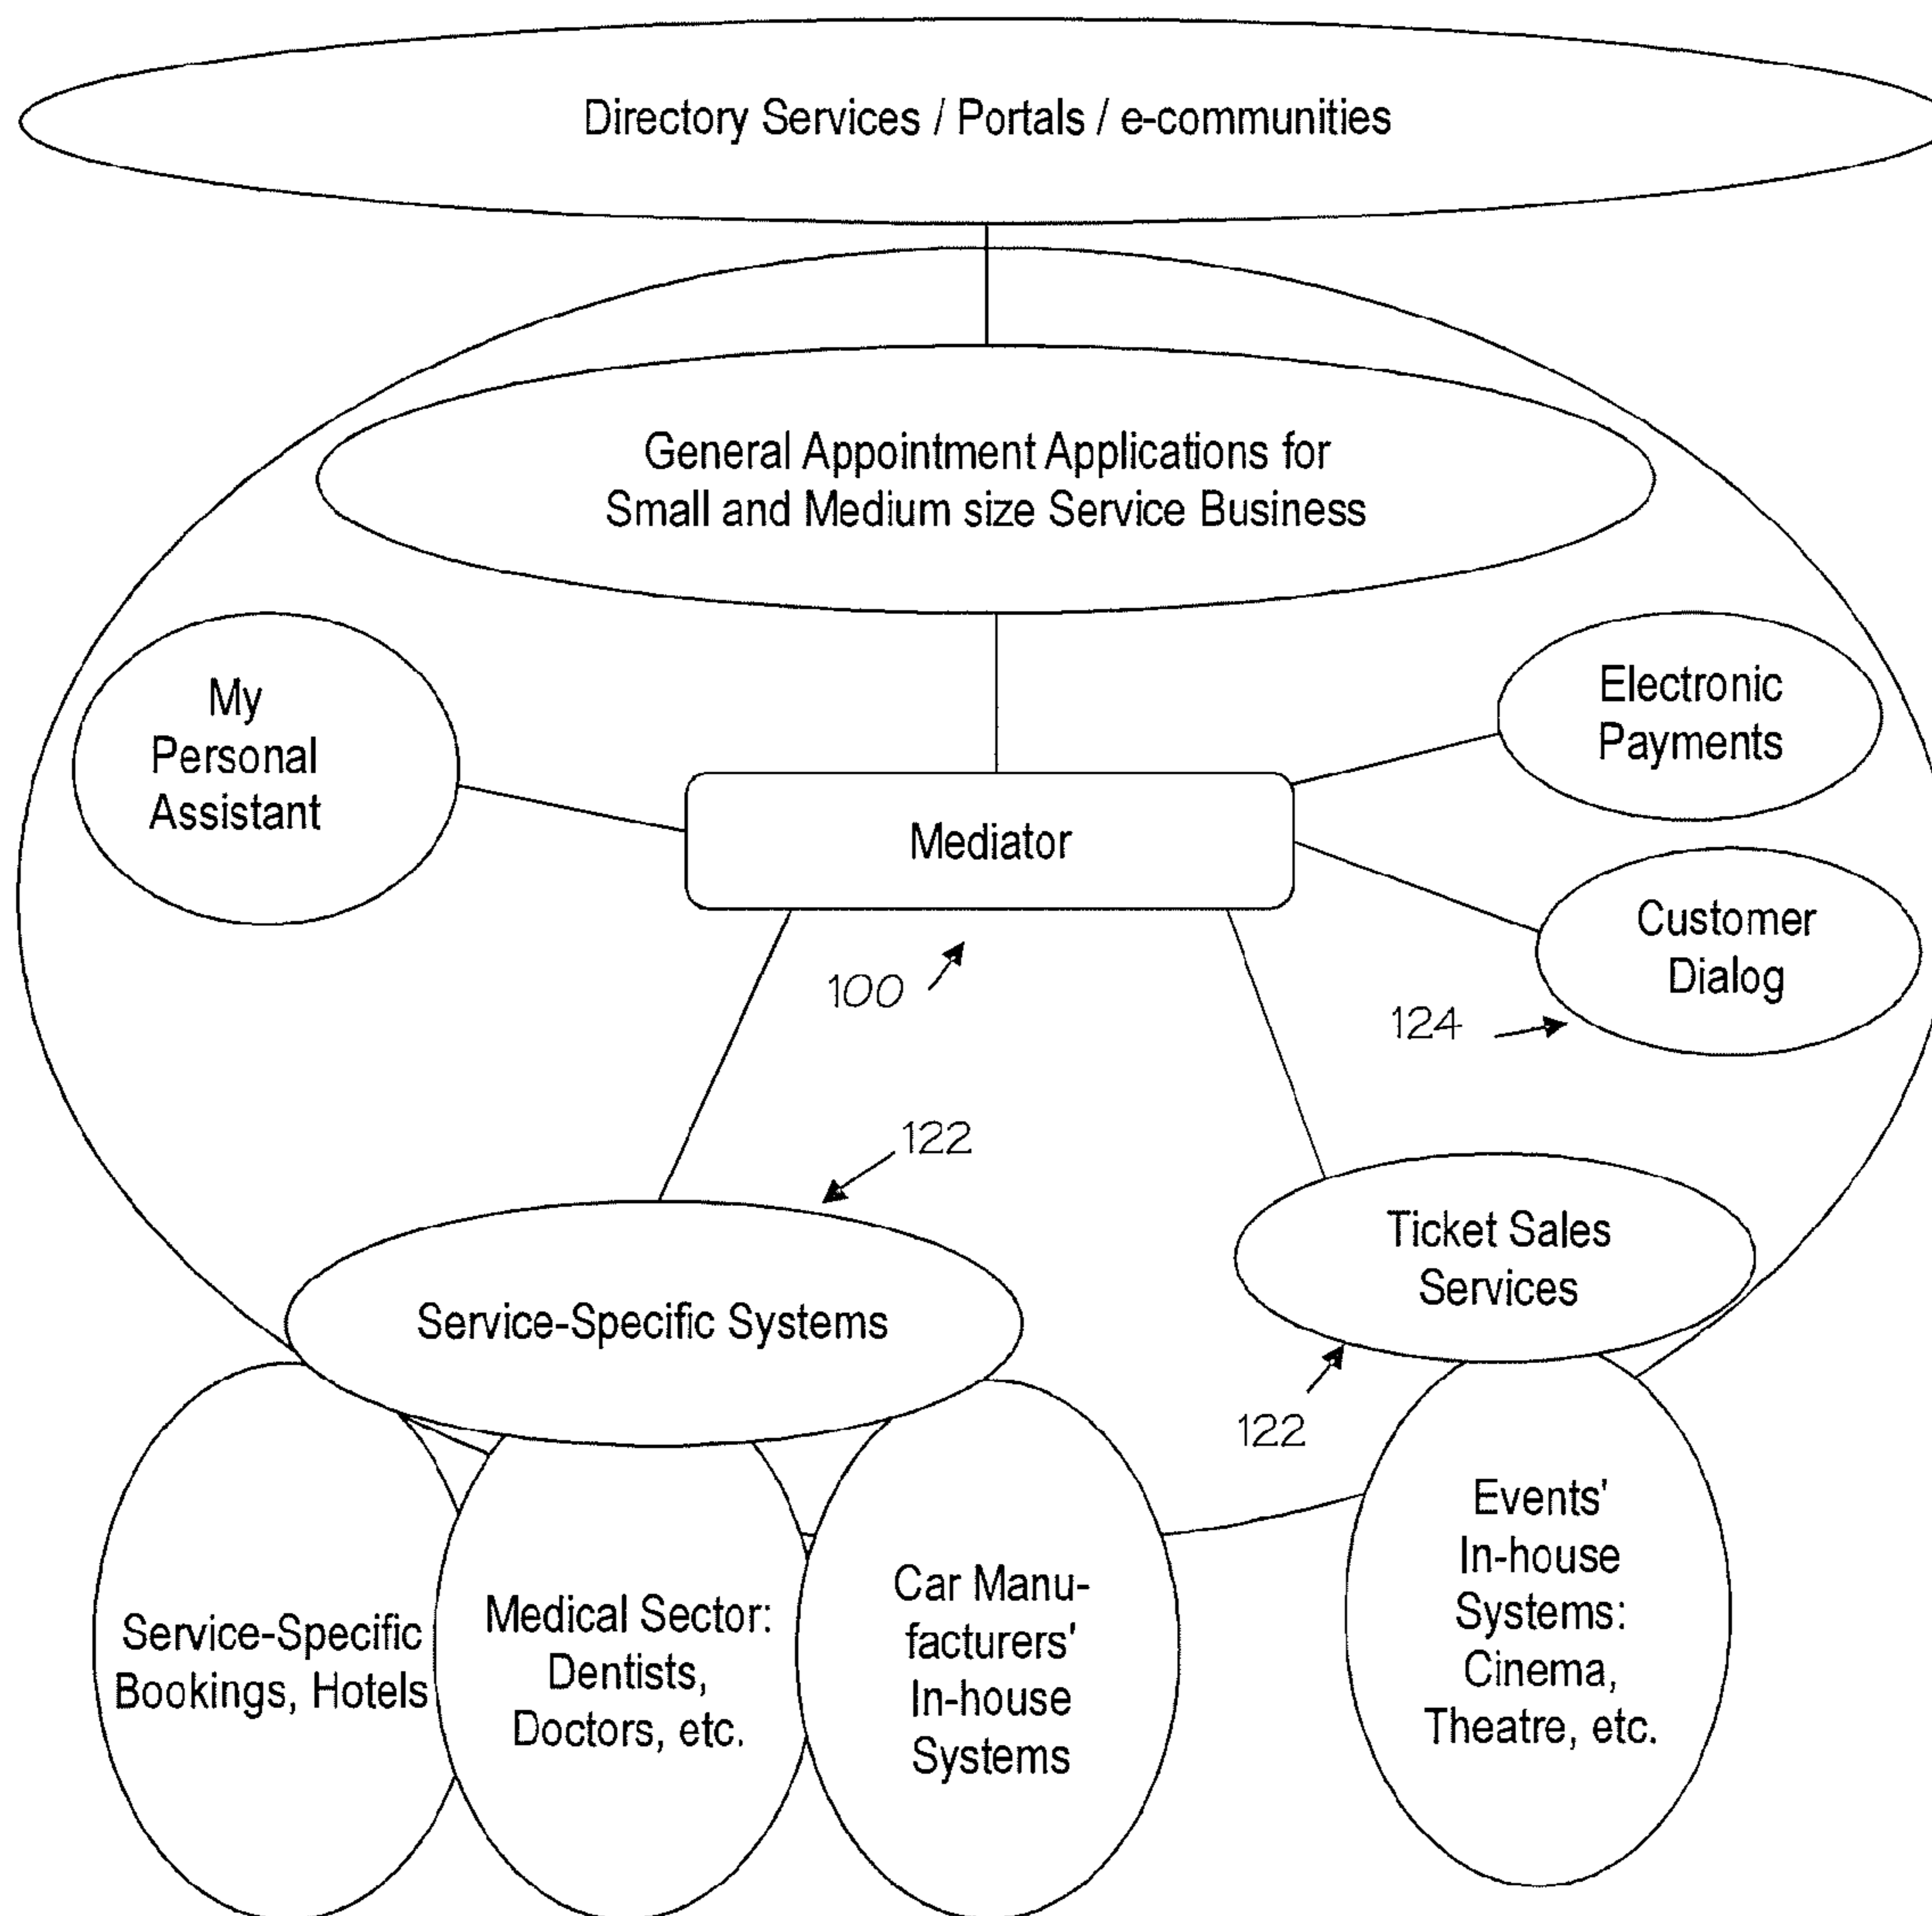 Directory Services / Portals / e-communities
General Appointment Applications for
Small and Medium size Service Business
My
Personal
Assistant
Electronic
Payments
Mediator
Customer
Dialog
100
124
122
Ticket Sales
Services
Service-Specific Systems
122
Service-Specific
Bookings, Hotels
Medical Sector:
Dentists,
Doctors, etc.
Car Manu-
facturers'
In-house
Systems
Events'
In-house
Systems:
Cinema,
Theatre, etc.